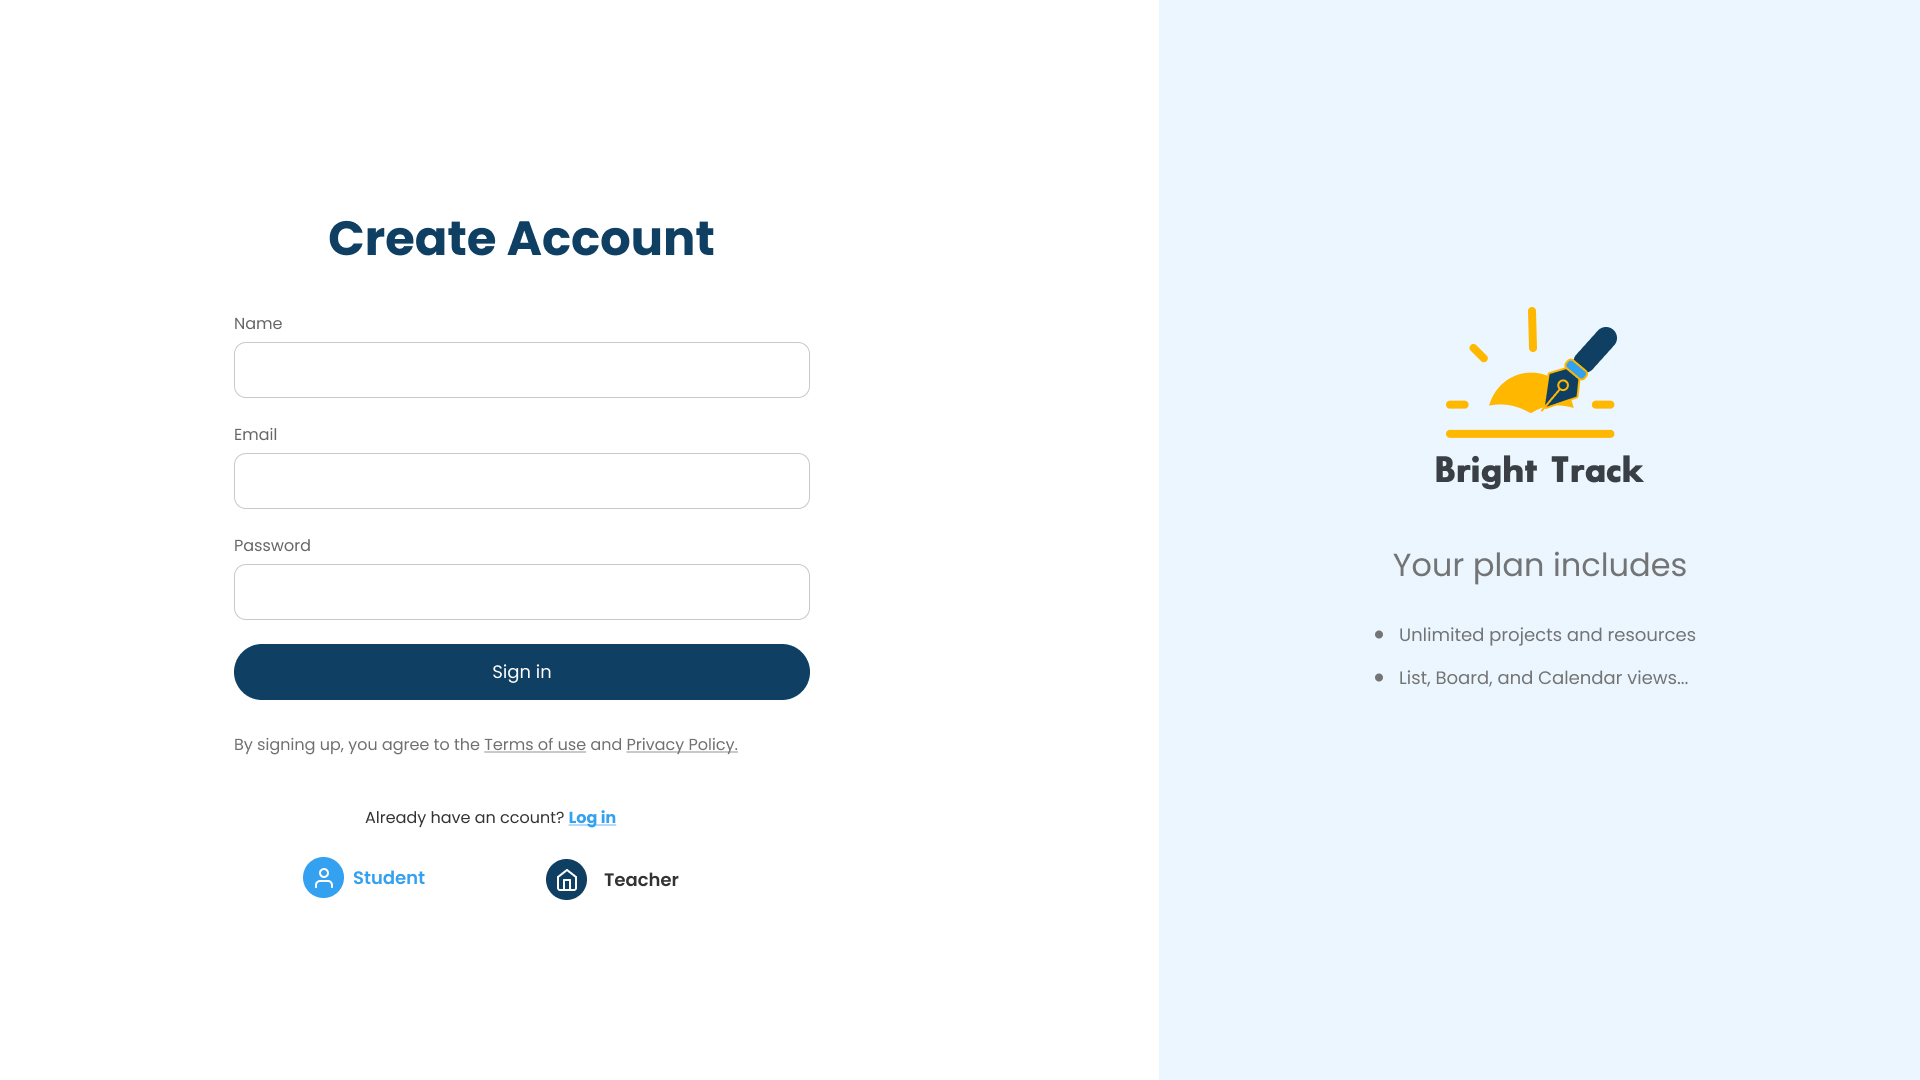 Create Account
Name
Email
Password
Sign in
By signing up, you agree to the Terms of use and Privacy Policy.
Already have an ccount? Log in
Student
Teacher
Bright Track
Your plan includes
Unlimited projects and resources
List, Board, and Calendar views...